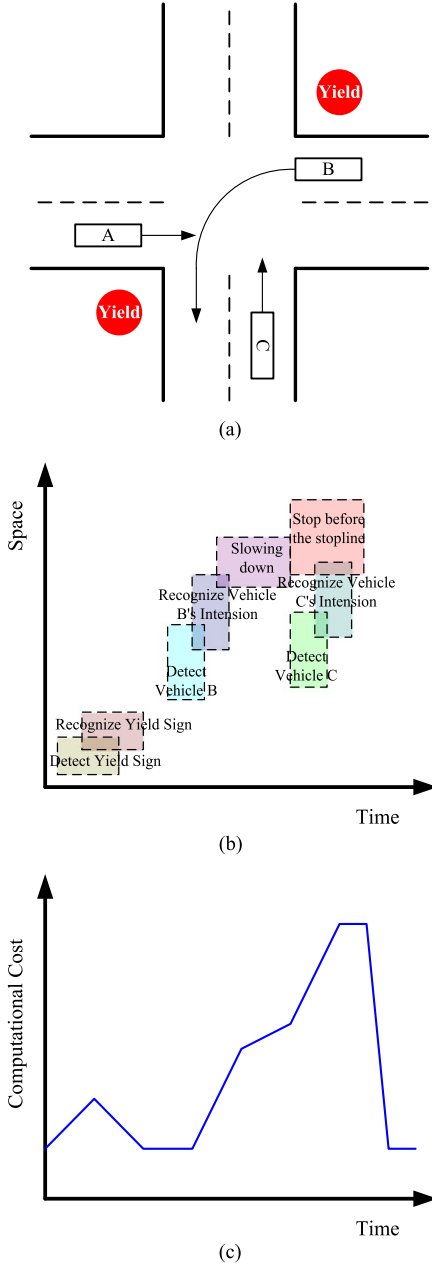 Yield
B
A
Yield
C
(a)
Space
Stop before
the stopline
Slowing
down
Recognize Vehicle
B's Intension
Recognize Vehicle
C's Intension
Detect
Vehicle B
Detect
Vehicle C
Recognize Yield Sign
Detect Yield Sign
Time
(b)
Computational Cost
Time
(c)